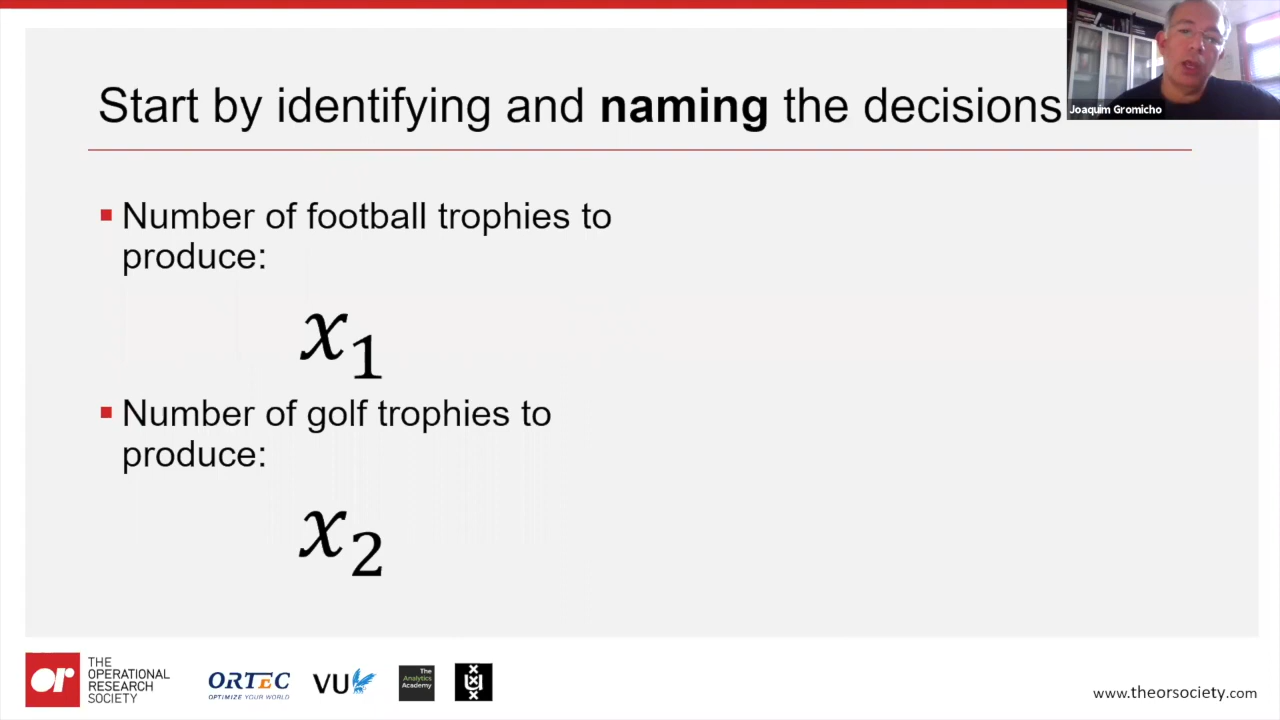 Start by identifying and naming the decisions
Joaquim Gromicho
Number of football trophies to
produce:
x₁
Number of golf trophies to
produce:
x₂
or
THE
OPERATIONAL
RESEARCH
SOCIETY
ORTEC
OPTIMIZE YOUR WORLD
VU
The
Analytics
Academy
www.theorsociety.com